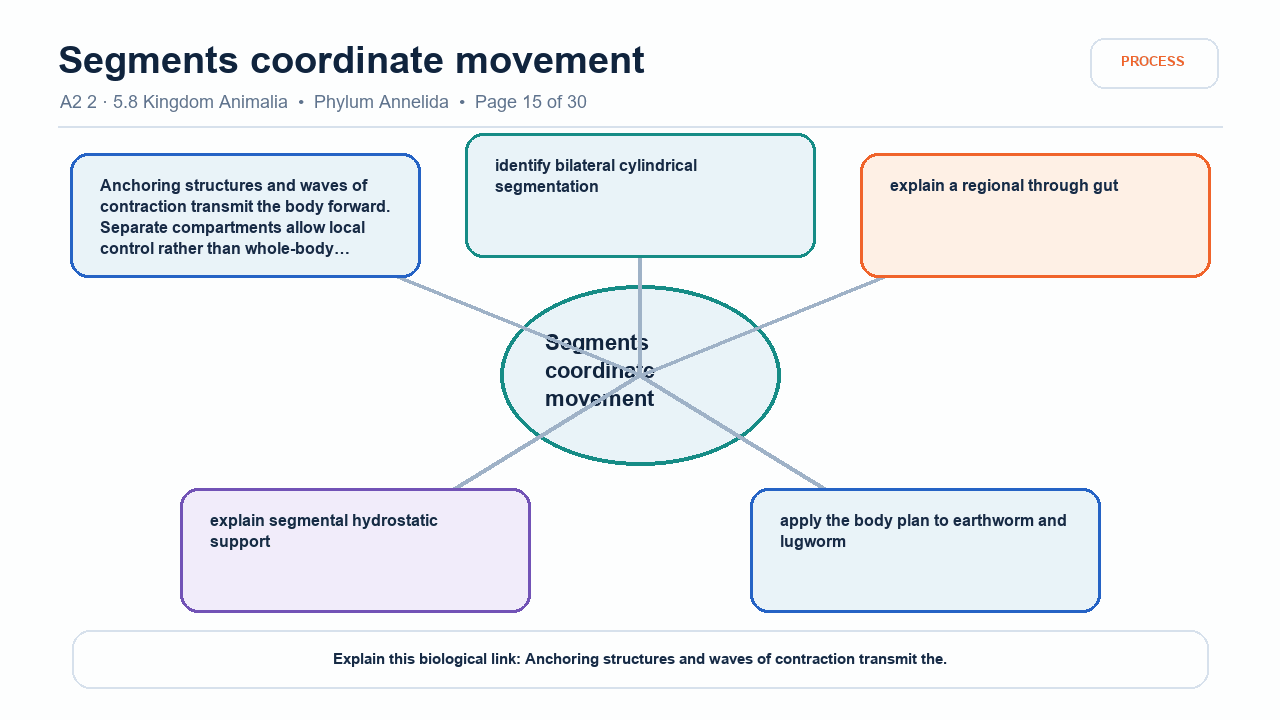 Segments coordinate movement
PROCESS
A2 2 · 5.8 Kingdom Animalia • Phylum Annelida • Page 15 of 30
Anchoring structures and waves of
contraction transmit the body forward.
Separate compartments allow local
control rather than whole-body…
identify bilateral cylindrical
segmentation
explain a regional through gut
Segments
coordinate
movement
explain segmental hydrostatic
support
apply the body plan to earthworm and
lugworm
Explain this biological link: Anchoring structures and waves of contraction transmit the.